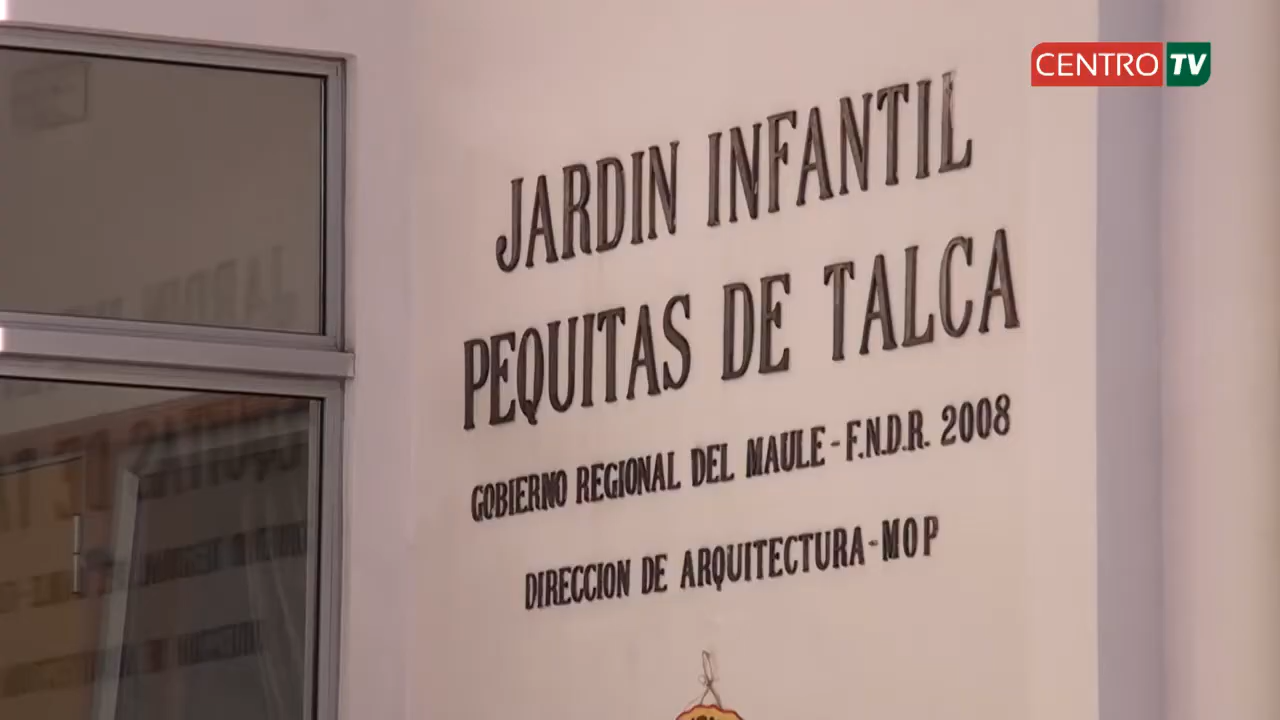 CENTRO TV
JARDIN INFANTIL
PEQUITAS DE TALCA
GOBIERNO REGIONAL DEL MAULE - F.N.D.R. 2008
DIRECCION DE ARQUITECTURA - MOP